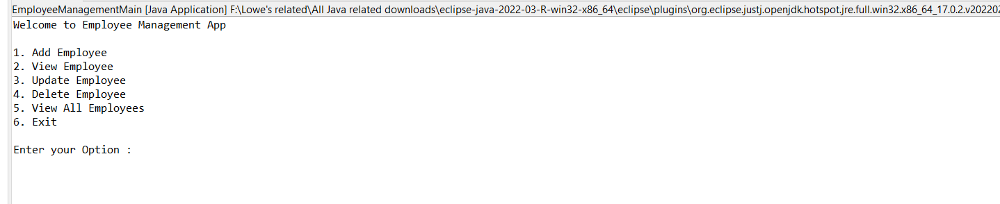 EmployeeManagementMain [Java Application] F:\Lowe's related\All Java related downloads\eclipse-java-2022-03-R-win32-x86_64\eclipse\plugins\org.eclipse.justj.openjdk.hotspot.jre.full.win32.x86_64_17.0.2.v202202
Welcome to Employee Management App
1. Add Employee
2. View Employee
3. Update Employee
4. Delete Employee
5. View All Employees
6. Exit
Enter your Option :